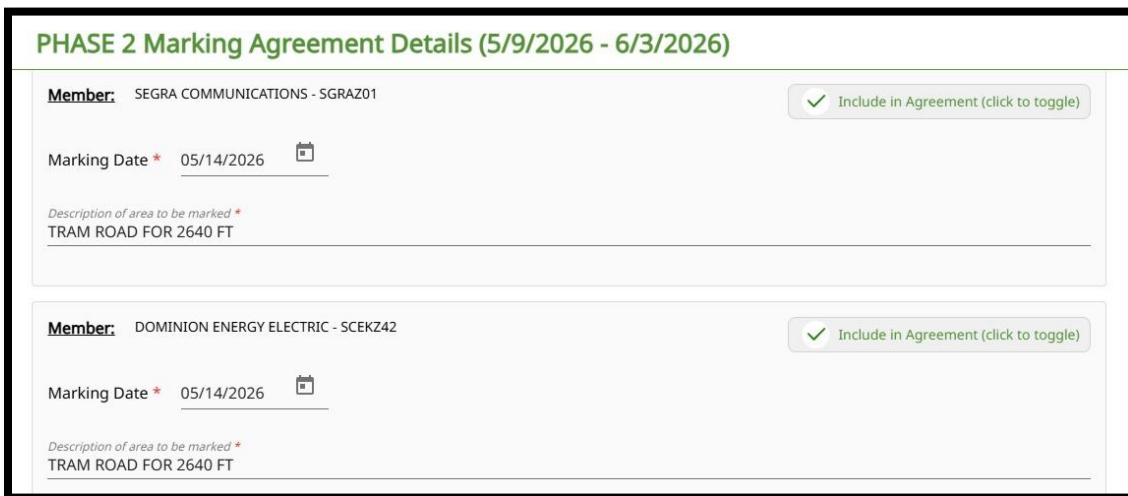 PHASE 2 Marking Agreement Details (5/9/2026 - 6/3/2026)
Member: SEGRA COMMUNICATIONS - SGRAZ01
Include in Agreement (click to toggle)
Marking Date * 05/14/2026
Description of area to be marked *
TRAM ROAD FOR 2640 FT
Member: DOMINION ENERGY ELECTRIC - SCEKZ42
Include in Agreement (click to toggle)
Marking Date * 05/14/2026
Description of area to be marked *
TRAM ROAD FOR 2640 FT